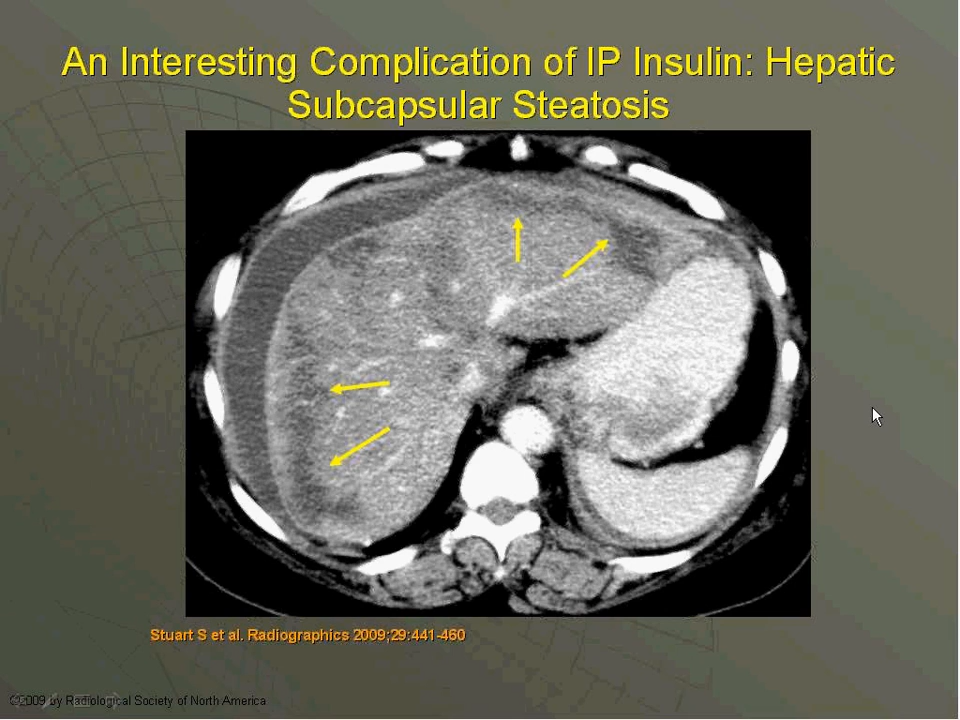 An Interesting Complication of IP Insulin: Hepatic
Subcapsular Steatosis
Stuart S et al. Radiographics 2009;29:441-460
©2009 by Radiological Society of North America